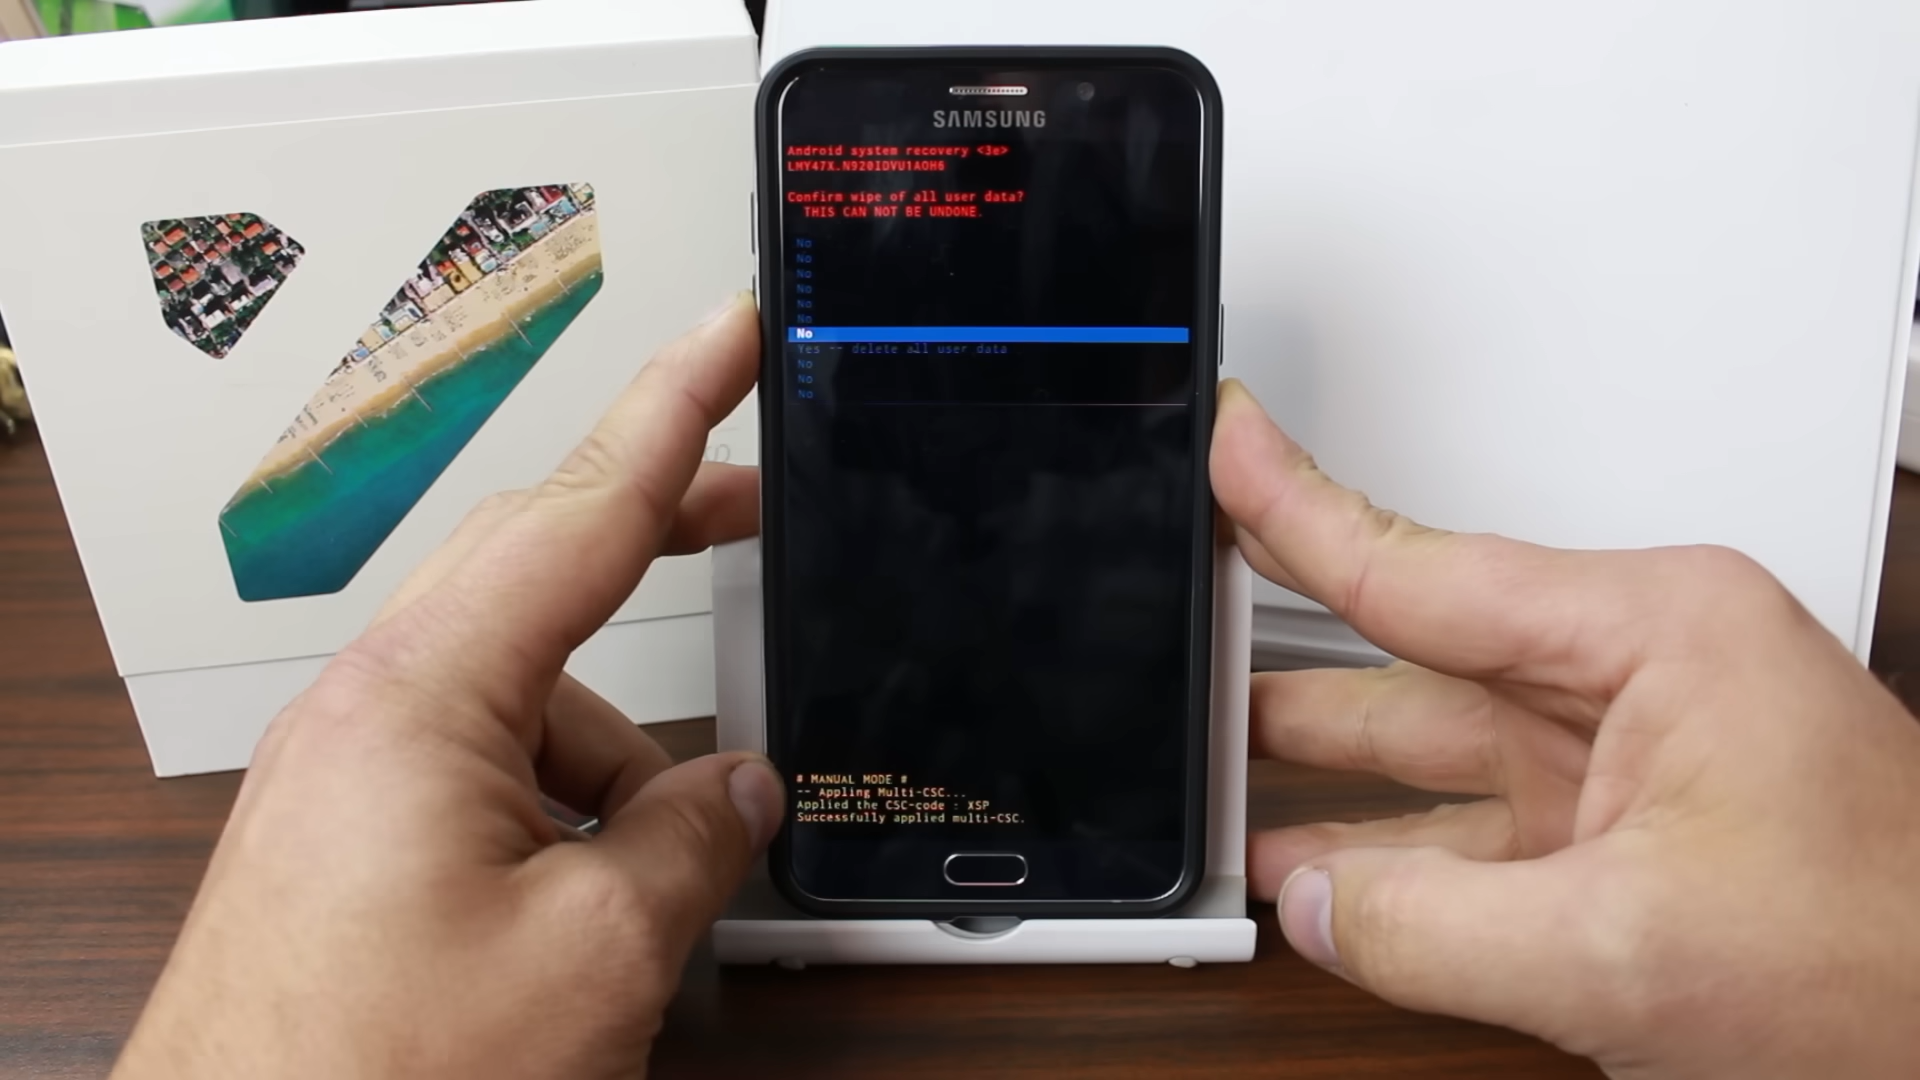 SAMSUNG
Android system recovery <3e>
LMY47X.N920IDVU1AOH6
Confirm wipe of all user data?
THIS CAN NOT BE UNDONE.
No
No
No
No
No
No
No
Yes -- delete all user data
No
No
No
# MANUAL MODE #
-- Appling Multi-CSC...
Applied the CSC-code : XSP
Successfully applied multi-CSC.